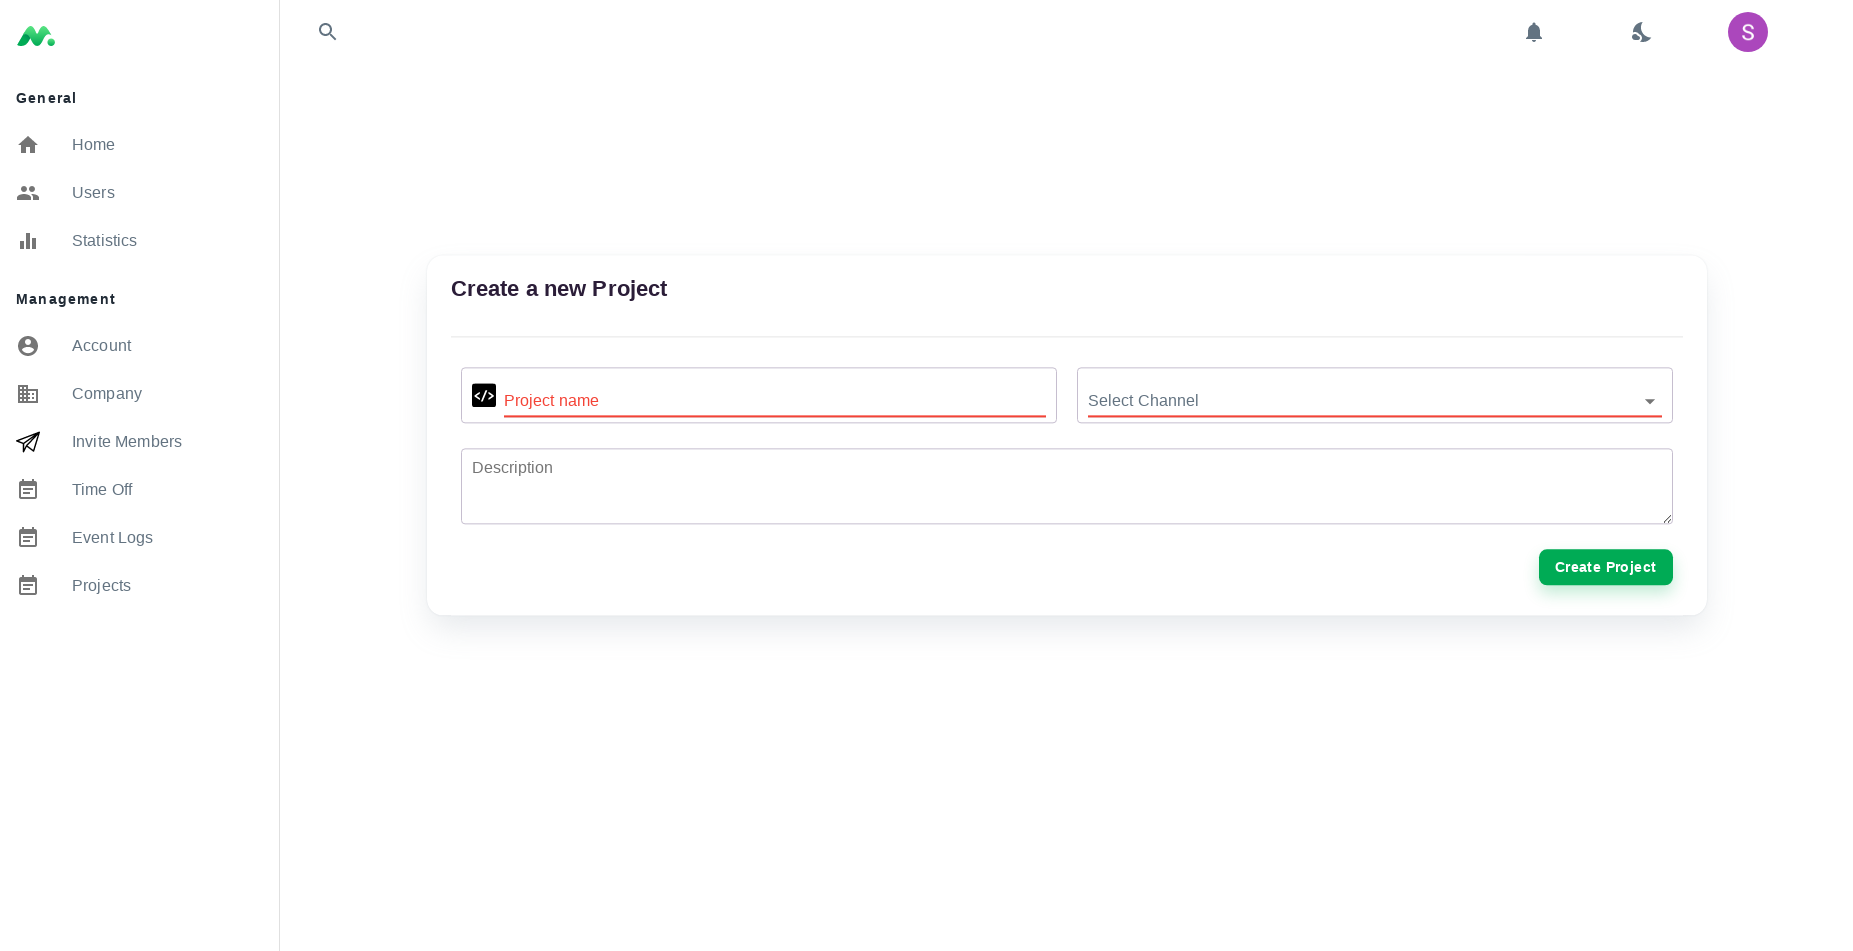 S
General
Home
Users
Statistics
Management
Account
Company
Invite Members
Time Off
Event Logs
Projects
Create a new Project
Project name
Select Channel
Description
Create Project